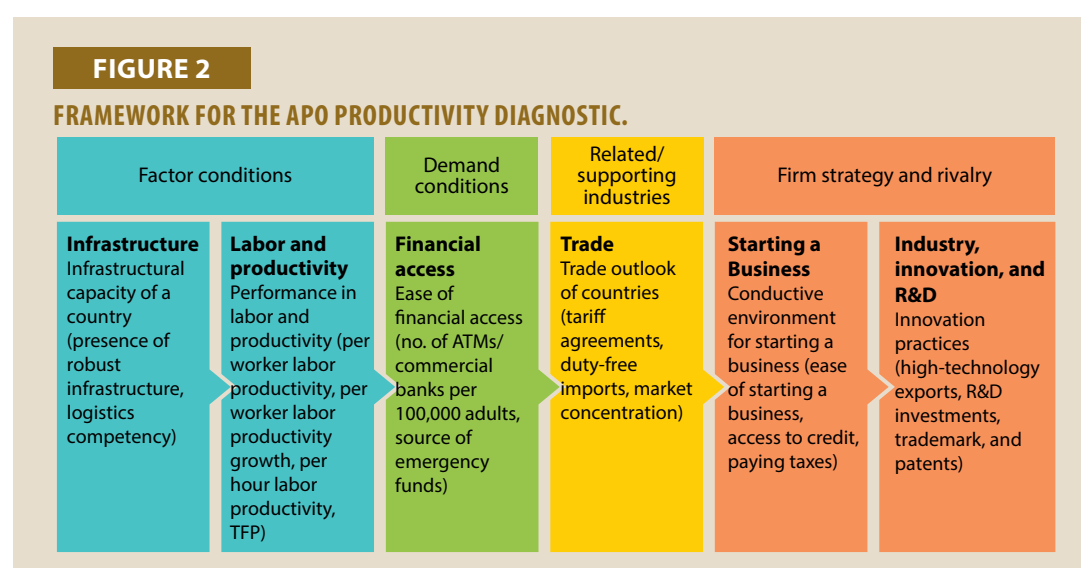 FIGURE 2
FRAMEWORK FOR THE APO PRODUCTIVITY DIAGNOSTIC.
Factor conditions
Demand
conditions
Related/
supporting
industries
Firm strategy and rivalry
Infrastructure
Infrastructural
capacity of a
country
(presence of
robust
infrastructure,
logistics
competency)
Labor and
productivity
Performance in
labor and
productivity (per
worker labor
productivity, per
worker labor
productivity
growth, per
hour labor
productivity,
TFP)
Financial
access
Ease of
financial access
(no. of ATMs/
commercial
banks per
100,000 adults,
source of
emergency
funds)
Trade
Trade outlook
of countries
(tariff
agreements,
duty-free
imports, market
concentration)
Starting a
Business
Conductive
environment
for starting a
business (ease
of starting a
business,
access to credit,
paying taxes)
Industry,
innovation, and
R&D
Innovation
practices
(high-technology
exports, R&D
investments,
trademark, and
patents)